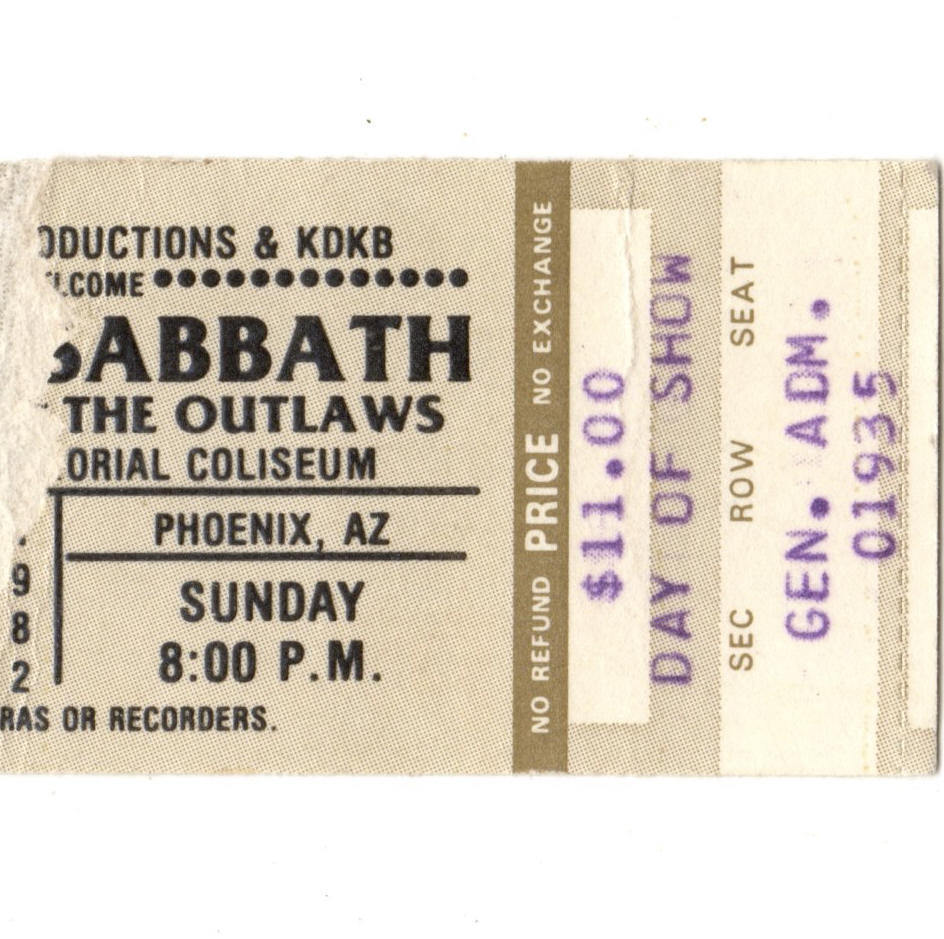 ODUCTIONS & KDKB
LCOME
SABBATH
THE OUTLAWS
ORIAL COLISEUM
PHOENIX, AZ
9
8
2
SUNDAY
8:00 P.M.
RAS OR RECORDERS.
NO REFUND PRICE NO EXCHANGE
$11.00
DAY OF SHOW
SEC ROW SEAT
GEN. ADM.
01935